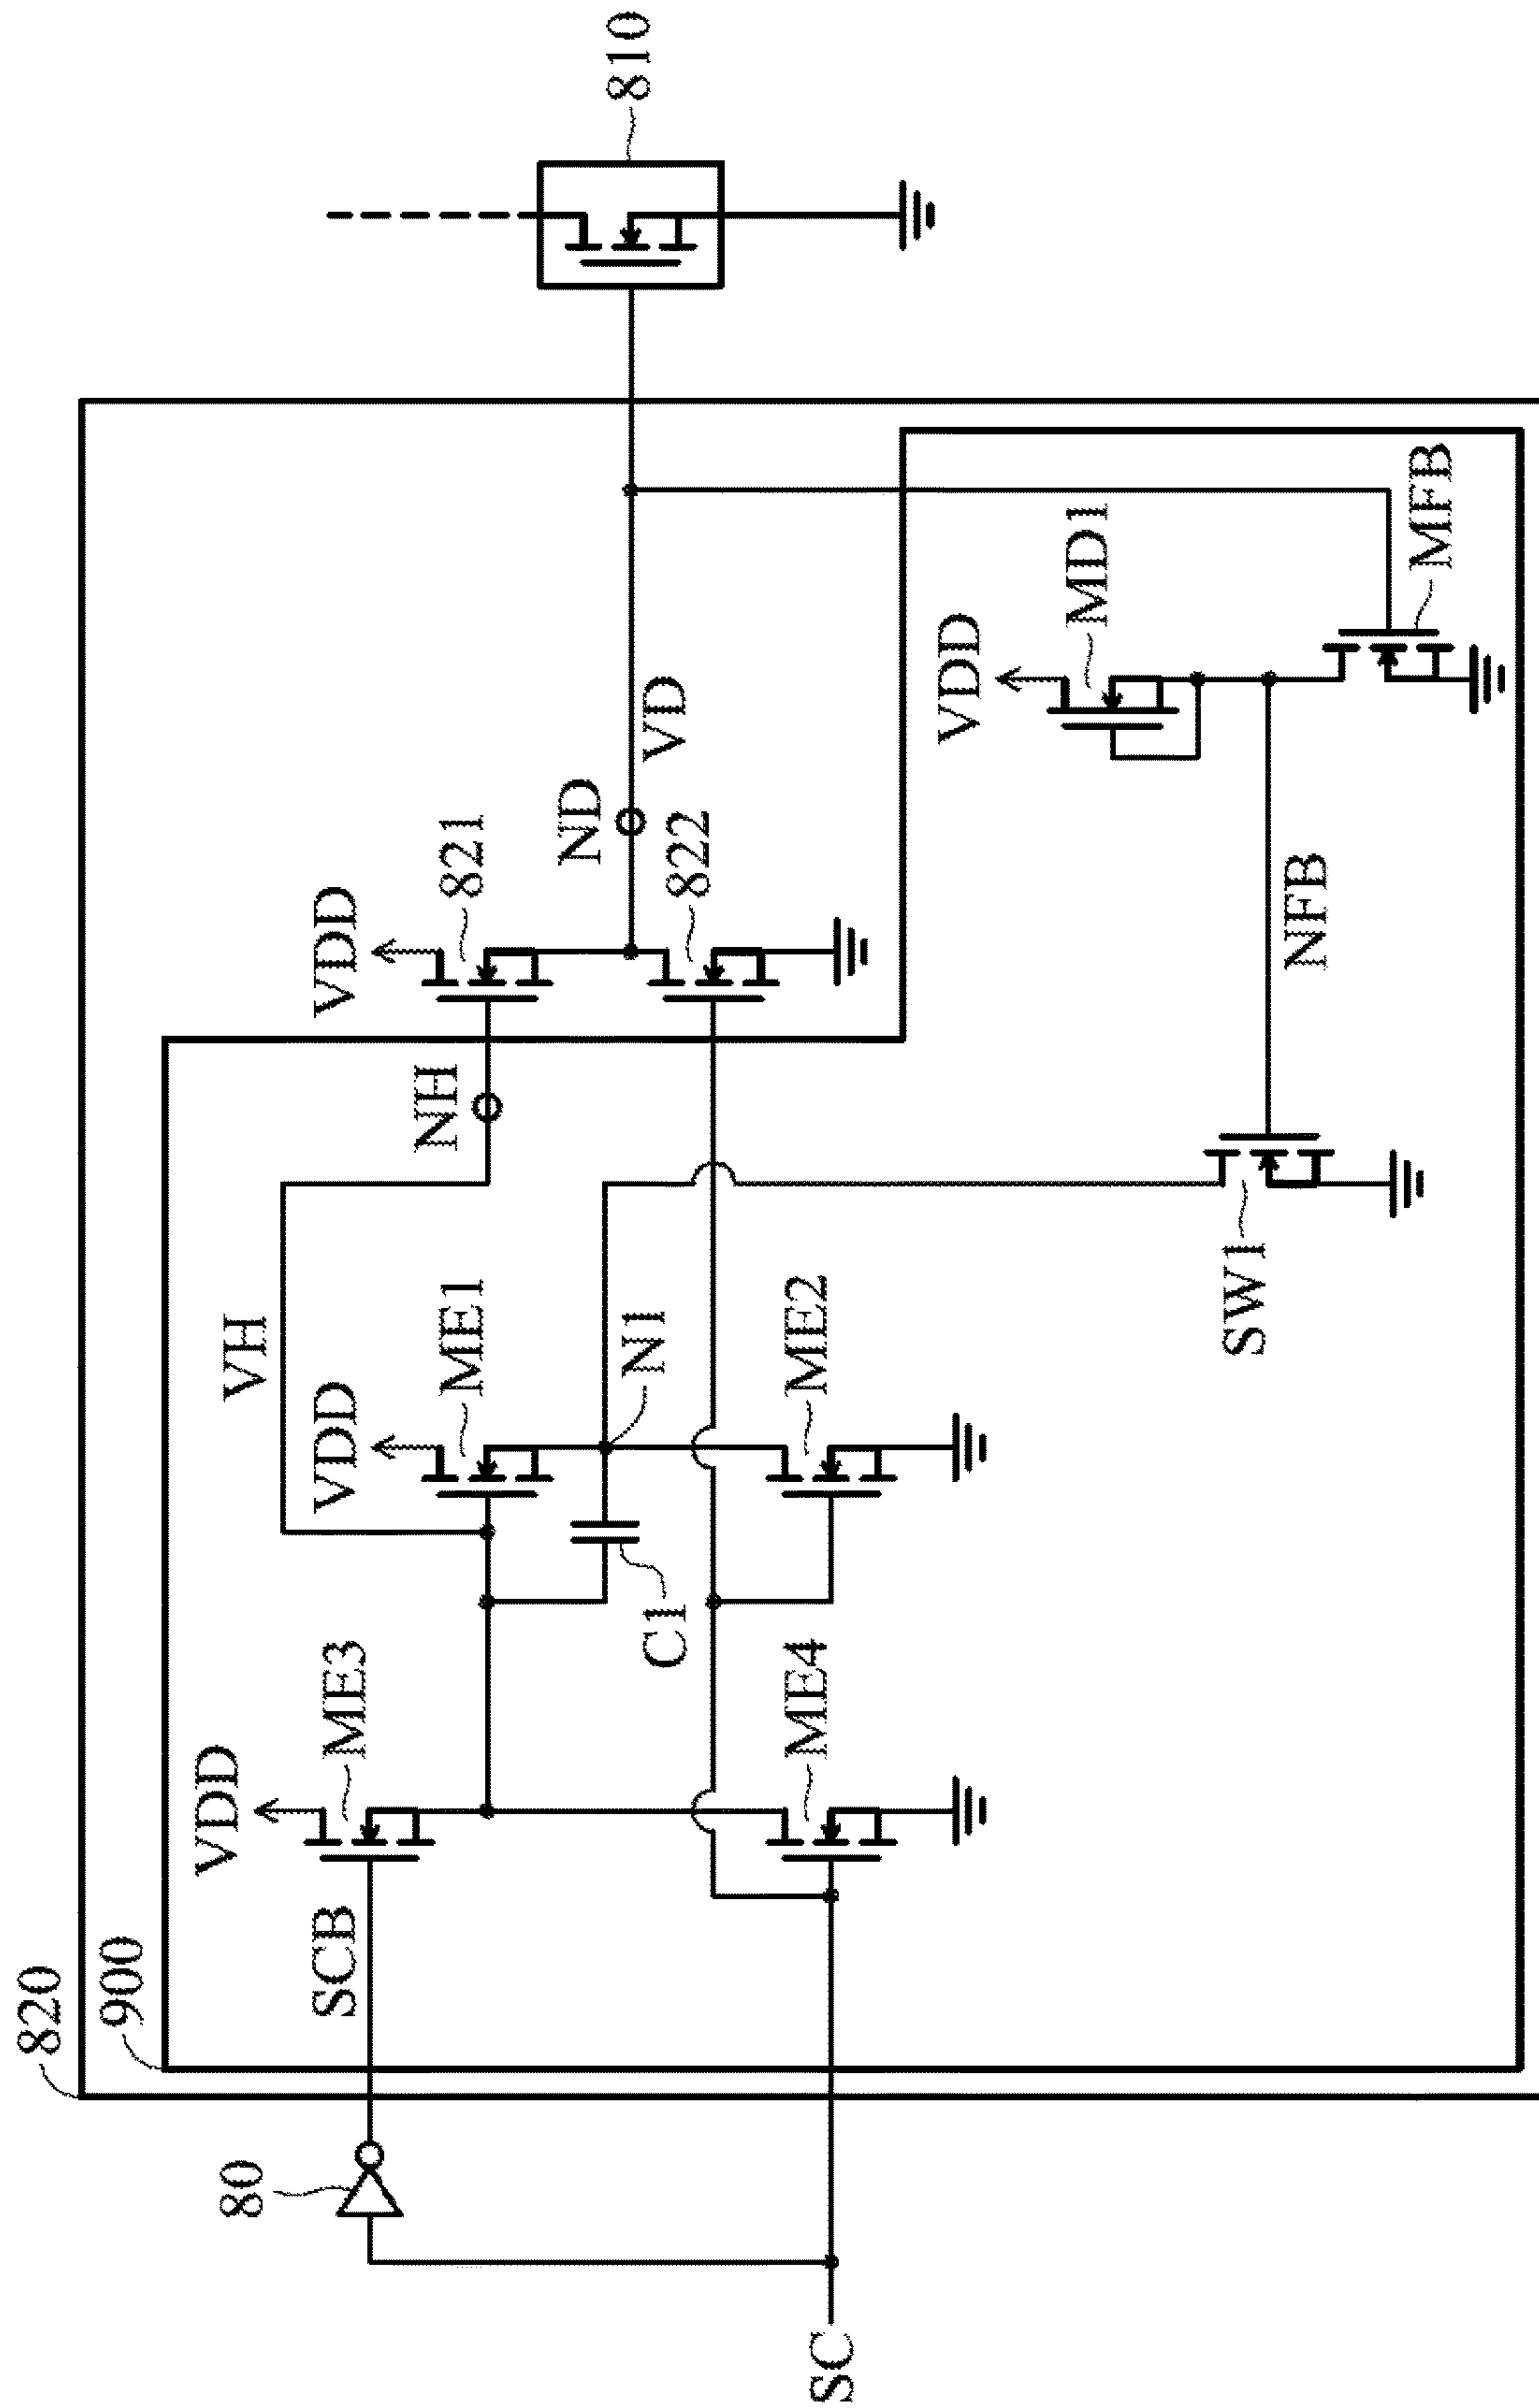 820
900
80
SC
SCB
VDD
ME3
ME4
VH
VDD
ME1
C1
N1
ME2
NH
VDD
821
822
ND
VD
SW1
NFB
VDD
MD1
MFB
810